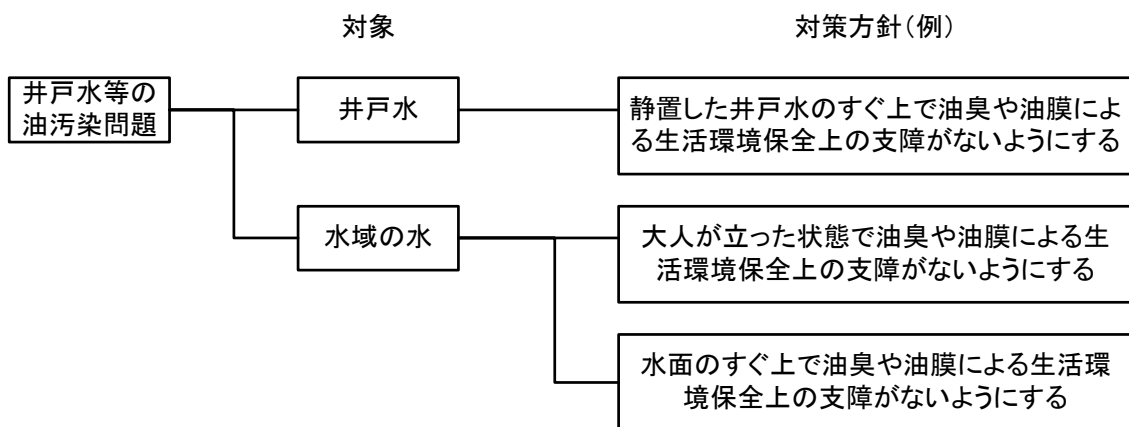 対象
対策方針(例)
井戸水等の
油汚染問題
井戸水
静置した井戸水のすぐ上で油臭や油膜によ
る生活環境保全上の支障がないようにする
水域の水
大人が立った状態で油臭や油膜による生
活環境保全上の支障がないようにする
水面のすぐ上で油臭や油膜による生活環
境保全上の支障がないようにする